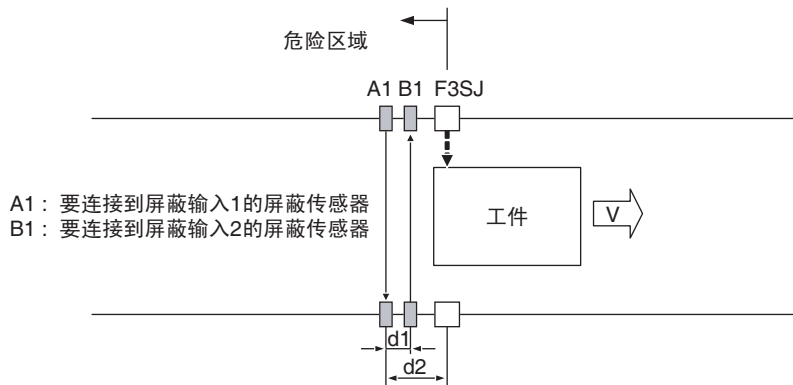 危险区域
A1 B1 F3SJ
A1：要连接到屏蔽输入1的屏蔽传感器
B1：要连接到屏蔽输入2的屏蔽传感器
工件
V
d1
d2